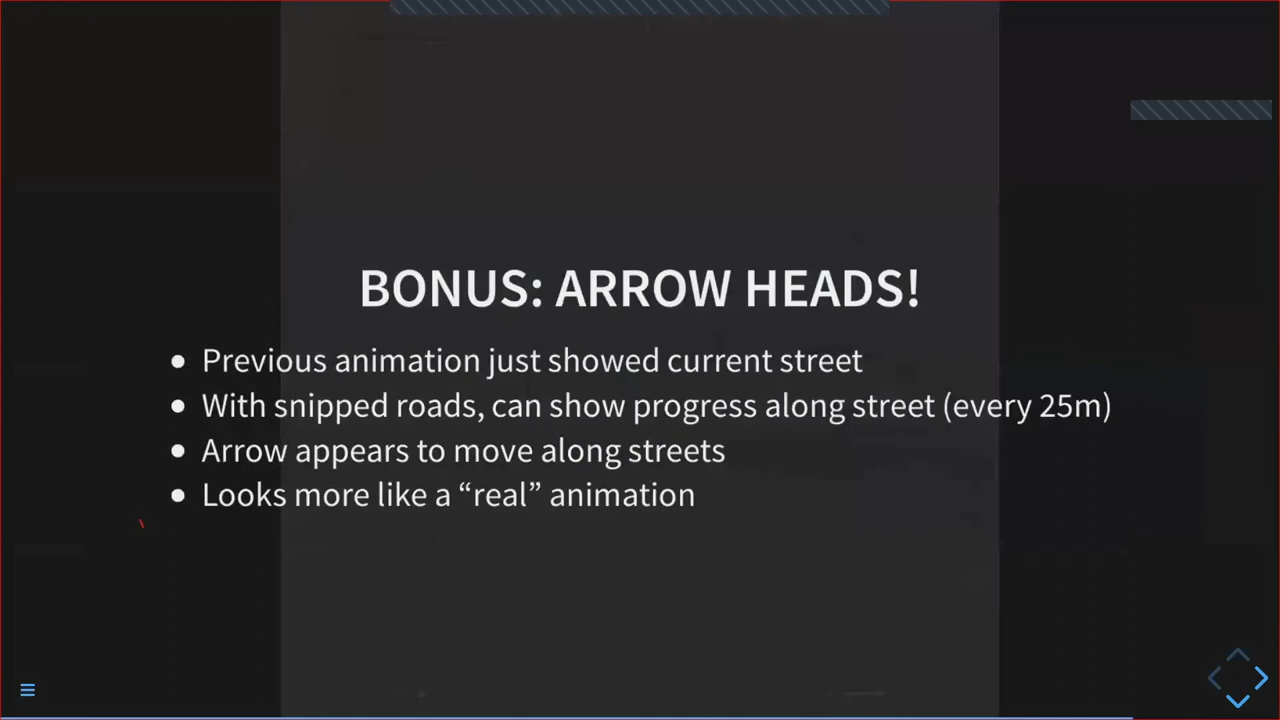 BONUS: ARROW HEADS!
Previous animation just showed current street
With snipped roads, can show progress along street (every 25m)
Arrow appears to move along streets
Looks more like a “real” animation